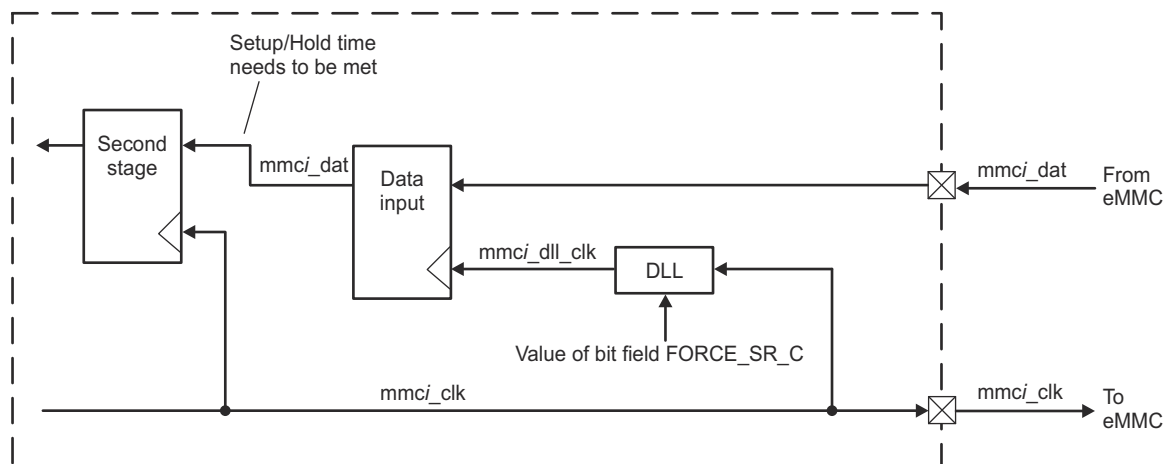 Setup/Hold time
needs to be met
Second
stage
mmci_dat
Data
input
mmci_dat
From
eMMC
mmci_dll_clk
DLL
Value of bit field FORCE_SR_C
mmci_clk
mmci_clk
To
eMMC